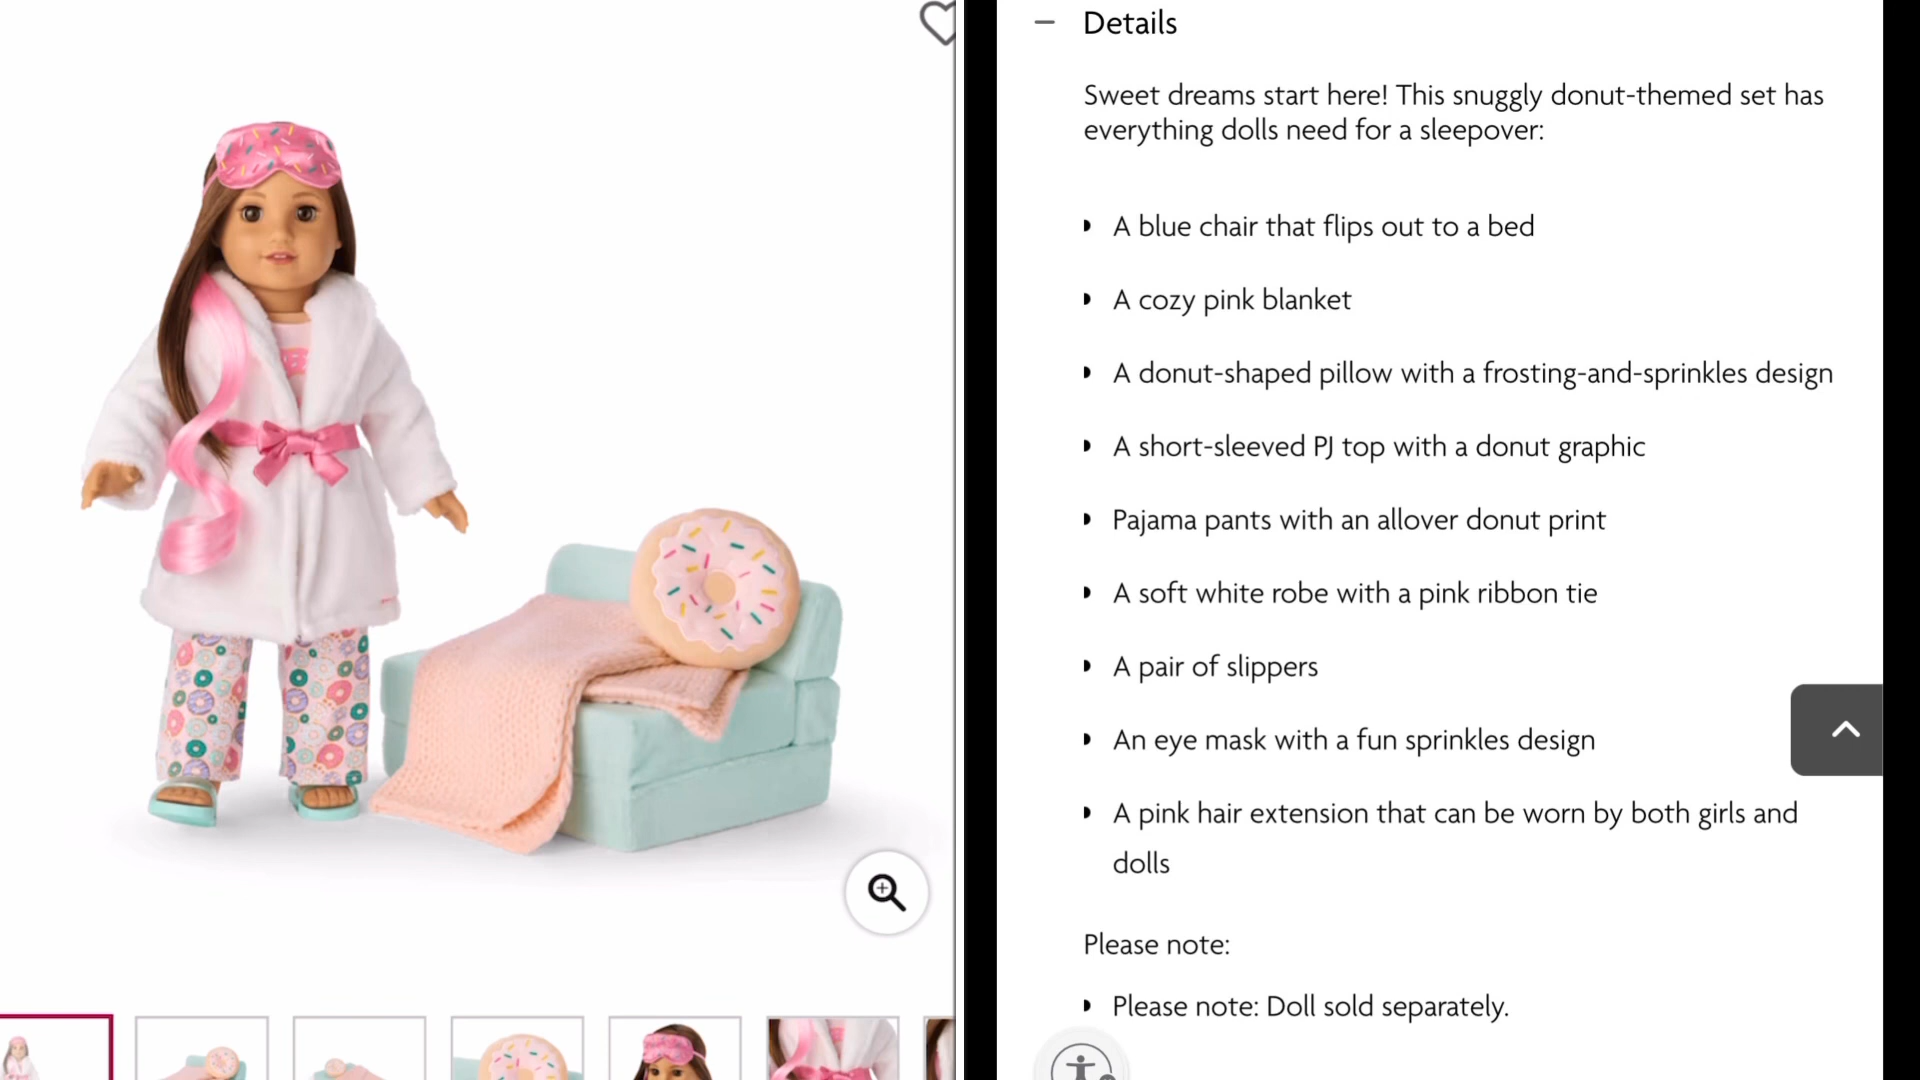 Details
Sweet dreams start here! This snuggly donut-themed set has
everything dolls need for a sleepover:
A blue chair that flips out to a bed
A cozy pink blanket
A donut-shaped pillow with a frosting-and-sprinkles design
A short-sleeved PJ top with a donut graphic
Pajama pants with an allover donut print
A soft white robe with a pink ribbon tie
A pair of slippers
An eye mask with a fun sprinkles design
A pink hair extension that can be worn by both girls and
dolls
Please note:
Please note: Doll sold separately.